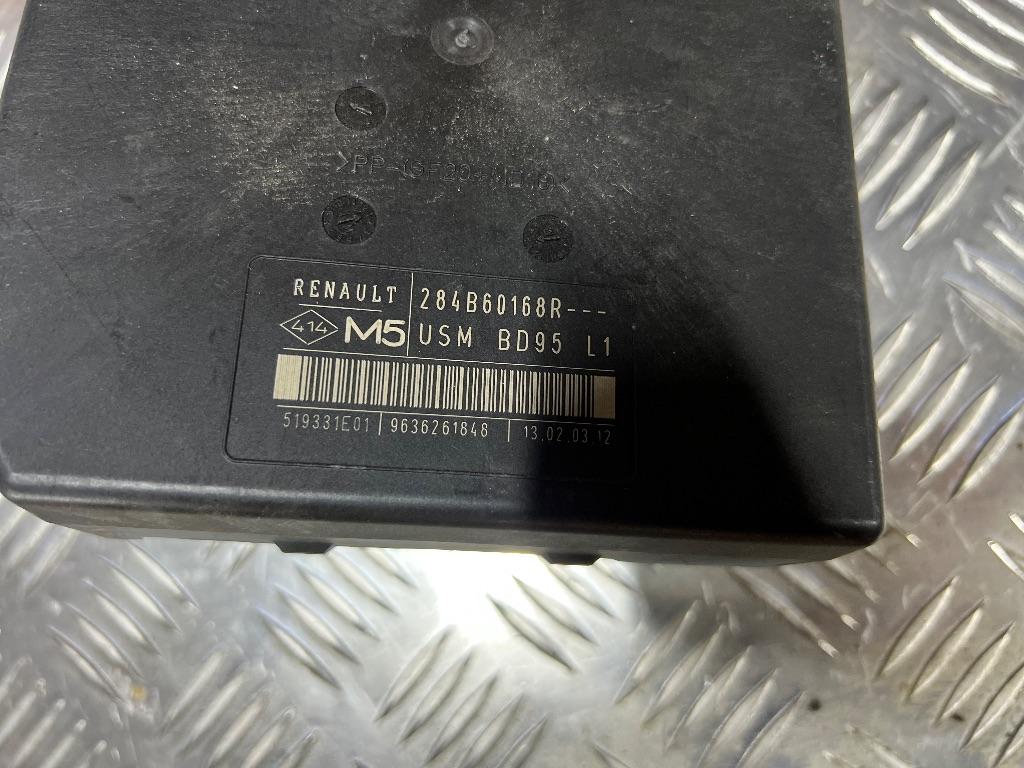 RENAULT 284B60168R---
414 M5 USM BD95 L1
519331E01 9636261848 13.02.03.12